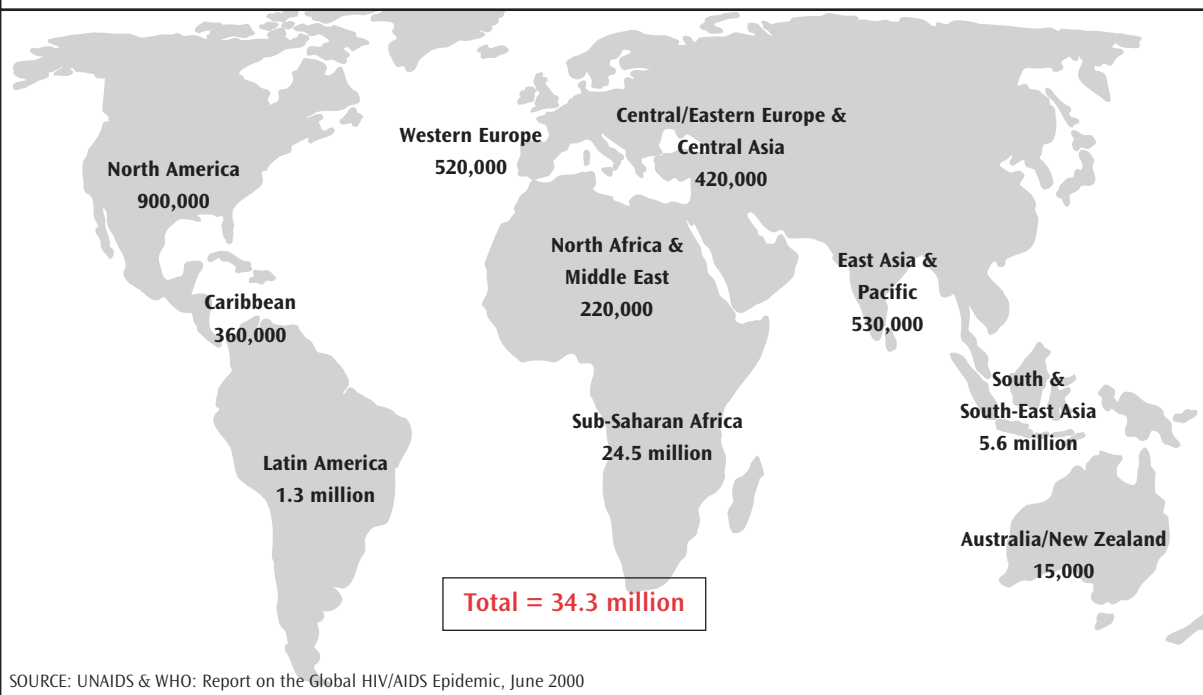 Western Europe
520,000
Central/Eastern Europe &
Central Asia
420,000
North America
900,000
North Africa &
Middle East
220,000
East Asia &
Pacific
530,000
Caribbean
360,000
South &
South-East Asia
5.6 million
Sub-Saharan Africa
24.5 million
Latin America
1.3 million
Australia/New Zealand
15,000
Total = 34.3 million
SOURCE: UNAIDS & WHO: Report on the Global HIV/AIDS Epidemic, June 2000